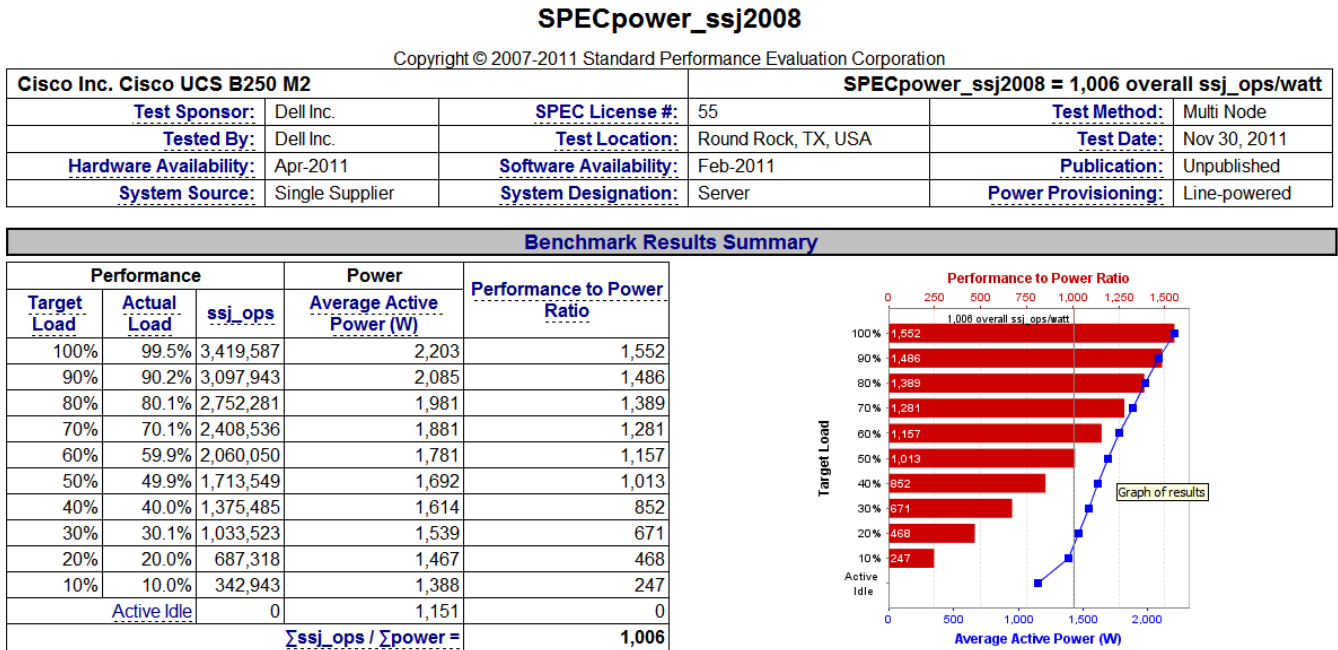 SPECpower_ssj2008
Copyright © 2007-2011 Standard Performance Evaluation Corporation
Cisco Inc. Cisco UCS B250 M2 SPECpower_ssj2008 = 1,006 overall ssj_ops/watt
Test Sponsor: Dell Inc. SPEC License #: 55 Test Method: Multi Node
Tested By: Dell Inc. Test Location: Round Rock, TX, USA Test Date: Nov 30, 2011
Hardware Availability: Apr-2011 Software Availability: Feb-2011 Publication: Unpublished
System Source: Single Supplier System Designation: Server Power Provisioning: Line-powered
Benchmark Results Summary
Performance Power Performance to Power Ratio
Target Load Actual Load ssj_ops Average Active Power (W)
100% 99.5% 3,419,587 2,203 1,552
90% 90.2% 3,097,943 2,085 1,486
80% 80.1% 2,752,281 1,981 1,389
70% 70.1% 2,408,536 1,881 1,281
60% 59.9% 2,060,050 1,781 1,157
50% 49.9% 1,713,549 1,692 1,013
40% 40.0% 1,375,485 1,614 852
30% 30.1% 1,033,523 1,539 671
20% 20.0% 687,318 1,467 468
10% 10.0% 342,943 1,388 247
Active Idle 0 1,151 0
∑ssj_ops / ∑power = 1,006
Performance to Power Ratio
0 250 500 750 1,000 1,250 1,500
1,006 overall ssj_ops/watt
100% 1,552
90% 1,486
80% 1,389
70% 1,281
60% 1,157
50% 1,013
40% 852
30% 671
20% 468
10% 247
Active
Idle
Target Load
Graph of results
0 500 1,000 1,500 2,000
Average Active Power (W)